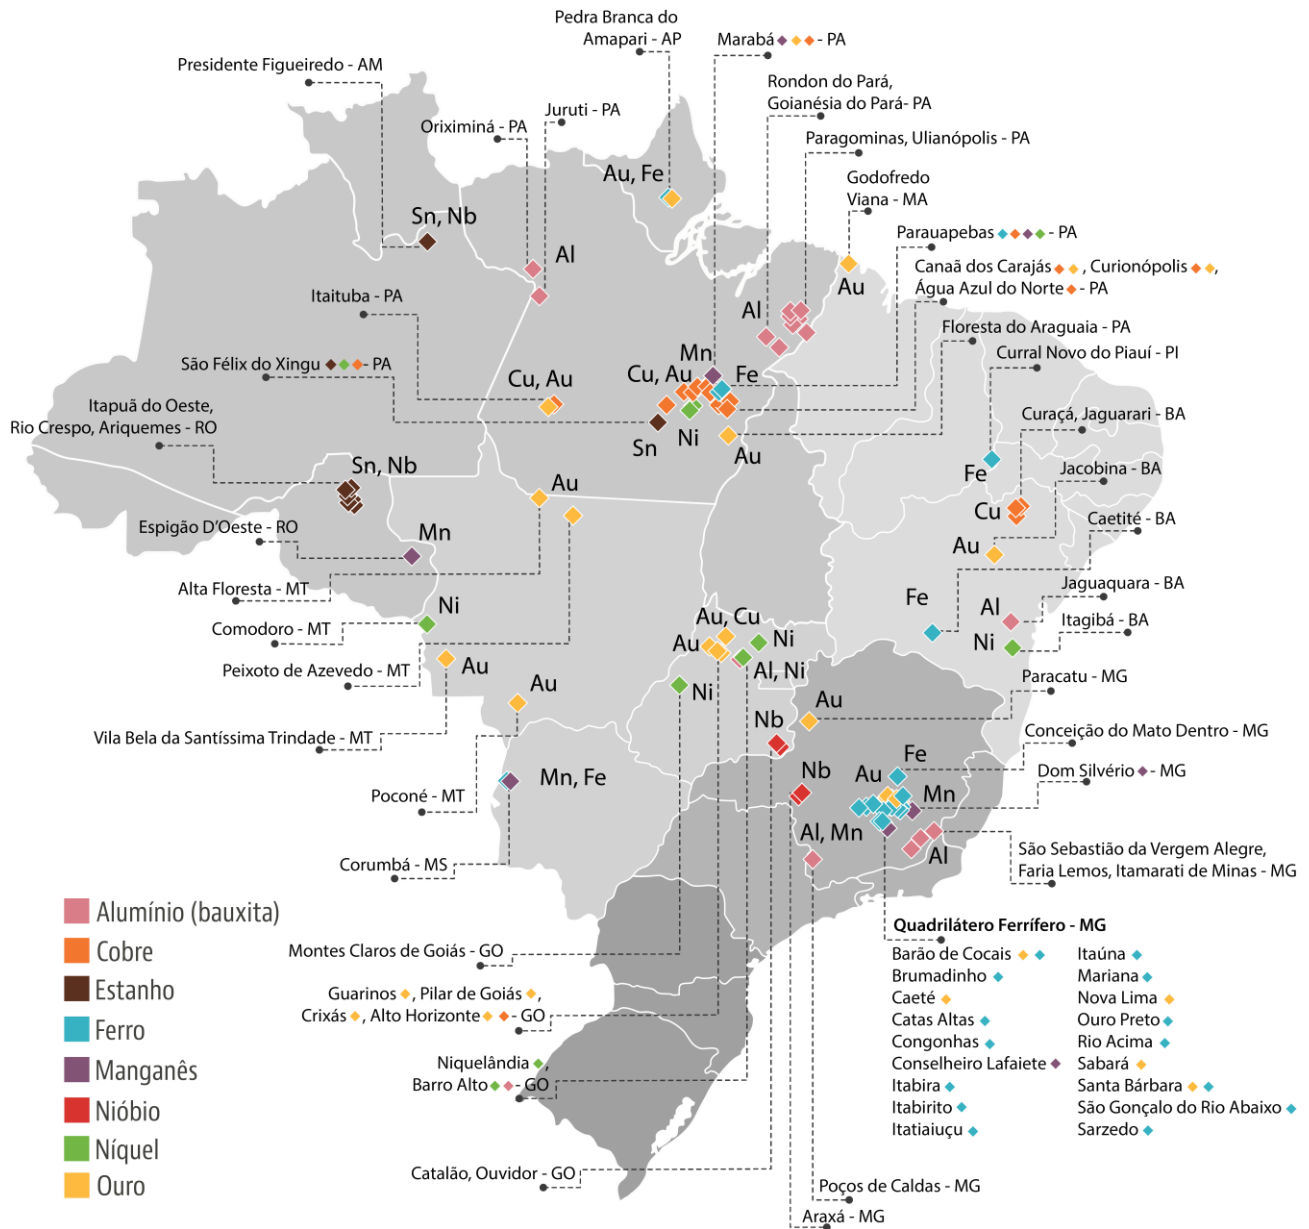 Pedra Branca do
Amapari - AP
Marabá - PA
Presidente Figueiredo - AM
Rondon do Pará,
Goianésia do Pará- PA
Juruti - PA
Oriximiná - PA
Paragominas, Ulianópolis - PA
Au, Fe
Godofredo
Viana - MA
Sn, Nb
Parauapebas - PA
Al
Canaã dos Carajás , Curionópolis ,
Água Azul do Norte - PA
Au
Itaituba - PA
Al
Floresta do Araguaia - PA
Mn
Curral Novo do Piauí - PI
São Félix do Xingu - PA
Cu, Au
Cu, Au
Fe
Itapuã do Oeste,
Rio Crespo, Ariquemes - RO
Curaçá, Jaguarari - BA
Ni
Sn
Au
Sn, Nb
Fe
Jacobina - BA
Au
Cu
Caetité - BA
Espigão D’Oeste - RO
Mn
Au
Alta Floresta - MT
Jaguaquara - BA
Fe
Al
Ni
Au, Cu
Itagibá - BA
Comodoro - MT
Au
Ni
Ni
Peixoto de Azevedo - MT
Au
Al, Ni
Paracatu - MG
Au
Ni
Au
Conceição do Mato Dentro - MG
Vila Bela da Santíssima Trindade - MT
Nb
Fe
Dom Silvério - MG
Mn, Fe
Nb
Au
Mn
Poconé - MT
Al, Mn
Al
São Sebastião da Vergem Alegre,
Faria Lemos, Itamarati de Minas - MG
Corumbá - MS
Alumínio (bauxita)
Cobre
Estanho
Ferro
Manganês
Nióbio
Níquel
Ouro
Montes Claros de Goiás - GO
Guarinos , Pilar de Goiás ,
Crixás , Alto Horizonte - GO
Niquelândia ,
Barro Alto - GO
Catalão, Ouvidor - GO
Poços de Caldas - MG
Araxá - MG
Quadrilátero Ferrífero - MG
Barão de Cocais
Brumadinho
Caeté
Catas Altas
Congonhas
Conselheiro Lafaiete
Itabira
Itabirito
Itatiaiuçu
Itaúna
Mariana
Nova Lima
Ouro Preto
Rio Acima
Sabará
Santa Bárbara
São Gonçalo do Rio Abaixo
Sarzedo